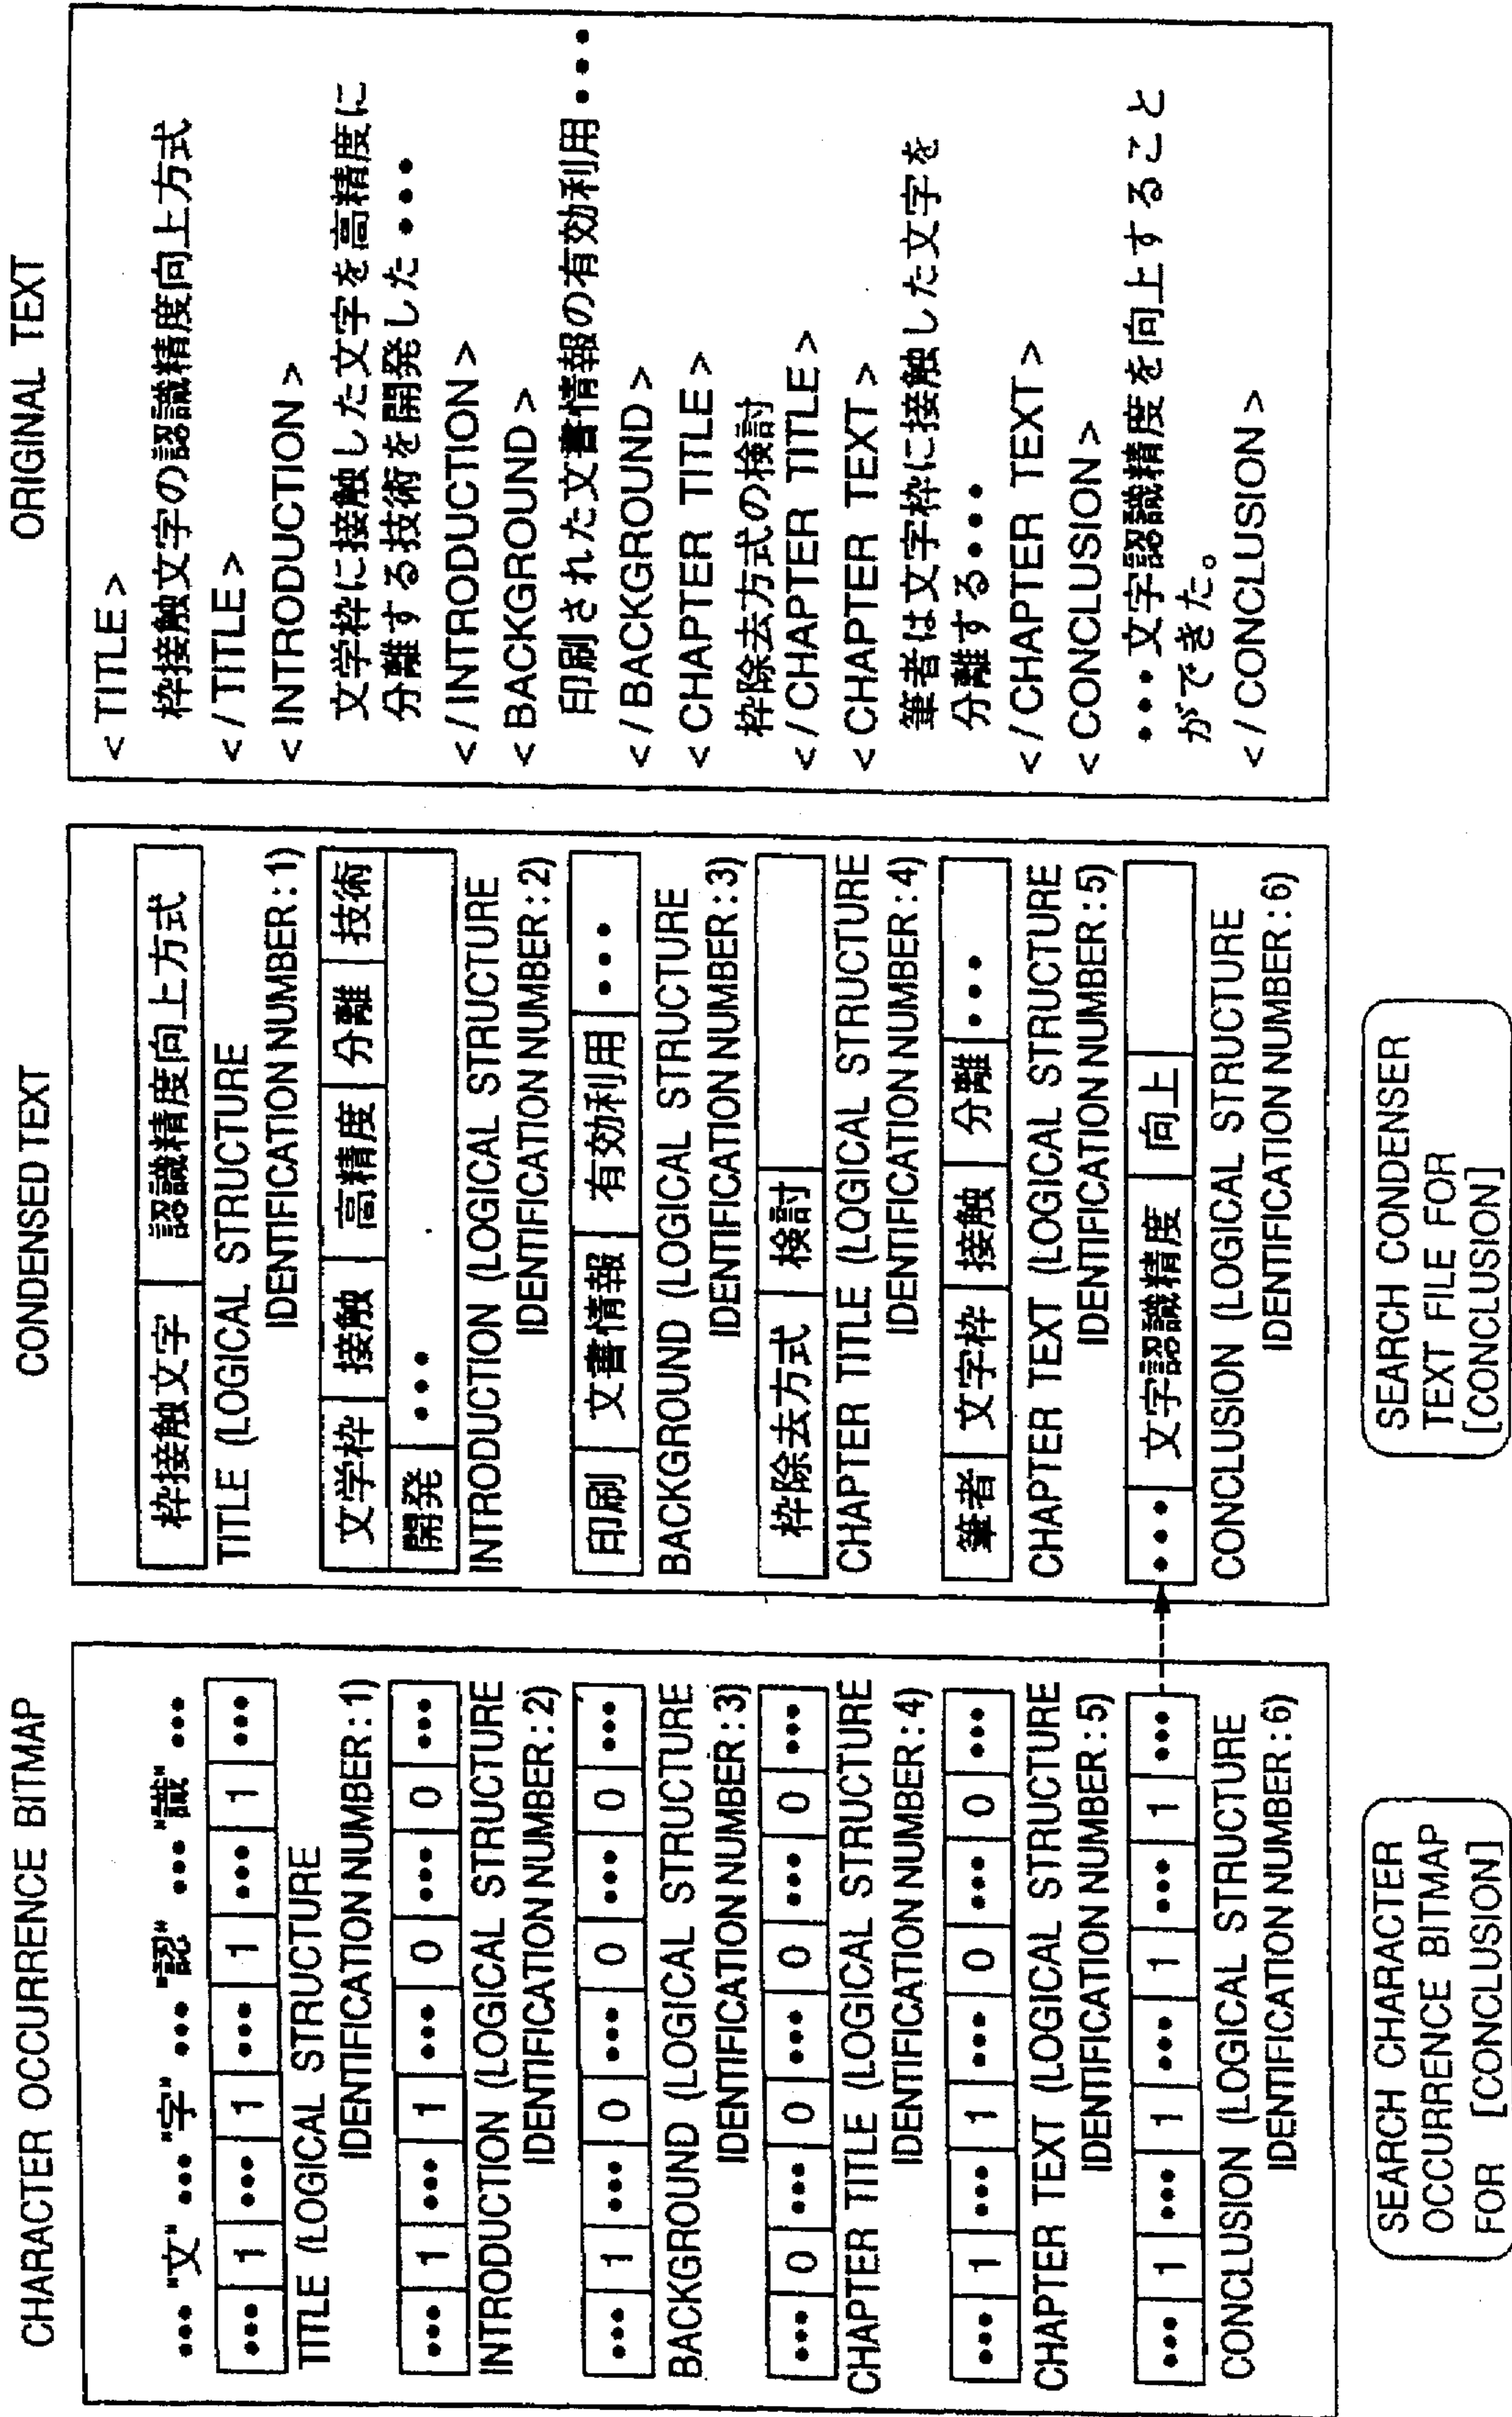 CHARACTER OCCURRENCE BITMAP
••• "文" ••• "字" ••• "認" ••• "識" •••
••• 1 ••• 1 ••• 1 ••• 1 •••
TITLE (LOGICAL STRUCTURE
IDENTIFICATION NUMBER : 1)
••• 1 ••• 1 ••• 0 ••• 0 •••
INTRODUCTION (LOGICAL STRUCTURE
IDENTIFICATION NUMBER : 2)
••• 1 ••• 0 ••• 0 ••• 0 •••
BACKGROUND (LOGICAL STRUCTURE
IDENTIFICATION NUMBER : 3)
••• 0 ••• 0 ••• 0 ••• 0 •••
CHAPTER TITLE (LOGICAL STRUCTURE
IDENTIFICATION NUMBER : 4)
••• 1 ••• 1 ••• 0 ••• 0 •••
CHAPTER TEXT (LOGICAL STRUCTURE
IDENTIFICATION NUMBER : 5)
••• 1 ••• 1 ••• 1 ••• 1 •••
CONCLUSION (LOGICAL STRUCTURE
IDENTIFICATION NUMBER : 6)
SEARCH CHARACTER
OCCURRENCE BITMAP
FOR [CONCLUSION]
CONDENSED TEXT
枠接触文字 認識精度向上方式
TITLE (LOGICAL STRUCTURE
IDENTIFICATION NUMBER : 1)
文学枠 接触 高精度 分離 技術
開発 •••
INTRODUCTION (LOGICAL STRUCTURE
IDENTIFICATION NUMBER : 2)
印刷 文書情報 有効利用 •••
BACKGROUND (LOGICAL STRUCTURE
IDENTIFICATION NUMBER : 3)
枠除去方式 検討
CHAPTER TITLE (LOGICAL STRUCTURE
IDENTIFICATION NUMBER : 4)
筆者 文字枠 接触 分離 •••
CHAPTER TEXT (LOGICAL STRUCTURE
IDENTIFICATION NUMBER : 5)
••• 文字認識精度 向上
CONCLUSION (LOGICAL STRUCTURE
IDENTIFICATION NUMBER : 6)
SEARCH CONDENSER
TEXT FILE FOR
[CONCLUSION]
ORIGINAL TEXT
< TITLE >
枠接触文字の認識精度向上方式
< / TITLE >
< INTRODUCTION >
文学枠に接触した文字を高精度に
分離する技術を開発した • • • •
< / INTRODUCTION >
< BACKGROUND >
印刷された文書情報の有効利用 • • •
< / BACKGROUND >
< CHAPTER TITLE >
枠除去方式の検討
< / CHAPTER TITLE >
< CHAPTER TEXT >
筆者は文字枠に接触した文字を
分離する • • • •
< / CHAPTER TEXT >
< CONCLUSION >
• • • 文字認識精度を向上すること
ができた。
< / CONCLUSION >